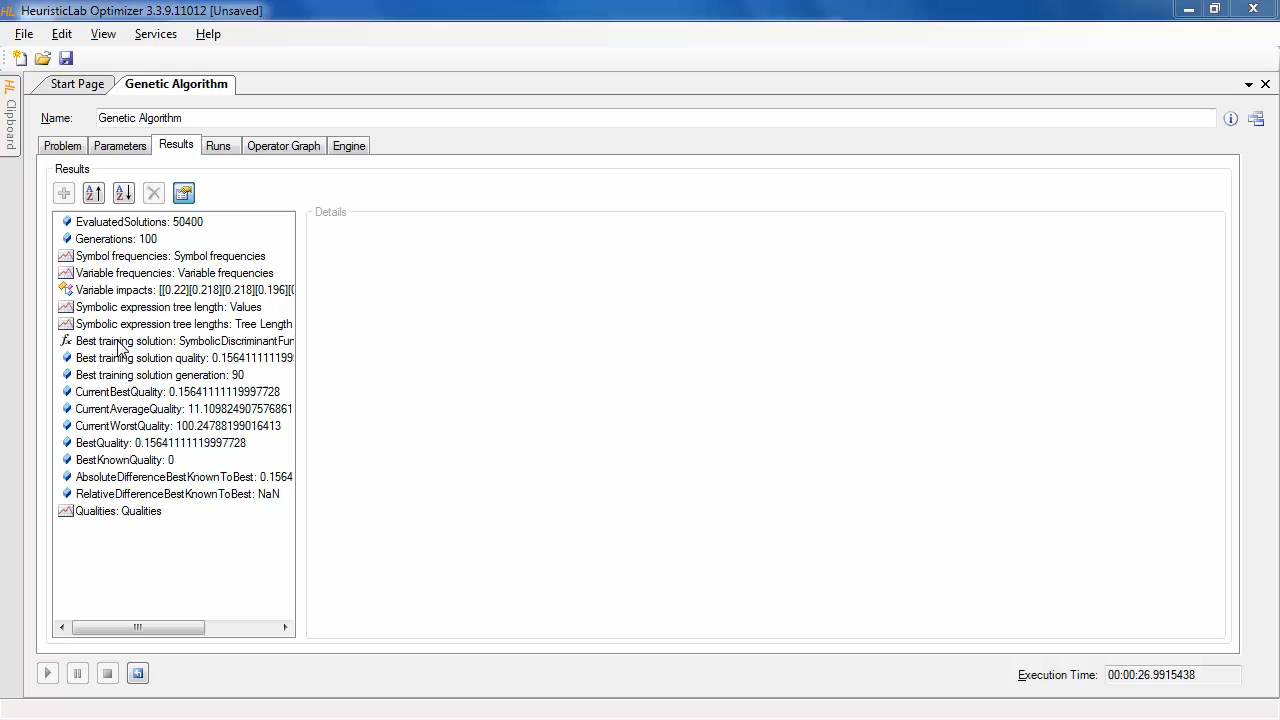 HeuristicLab Optimizer 3.3.9.11012 [Unsaved]
File Edit View Services Help
HL Clipboard
Start Page Genetic Algorithm
Name: Genetic Algorithm
Problem Parameters Results Runs Operator Graph Engine
Results
Details
EvaluatedSolutions: 50400
Generations: 100
Symbol frequencies: Symbol frequencies
Variable frequencies: Variable frequencies
Variable impacts: [[0.22][0.218][0.218][0.196][
Symbolic expression tree length: Values
Symbolic expression tree lengths: Tree Length
Best training solution: SymbolicDiscriminantFun
Best training solution quality: 0.1564111111199
Best training solution generation: 90
CurrentBestQuality: 0.15641111119997728
CurrentAverageQuality: 11.109824907576861
CurrentWorstQuality: 100.24788199016413
BestQuality: 0.15641111119997728
BestKnownQuality: 0
AbsoluteDifferenceBestKnownToBest: 0.1564
RelativeDifferenceBestKnownToBest: NaN
Qualities: Qualities
Execution Time: 00:00:26.9915438